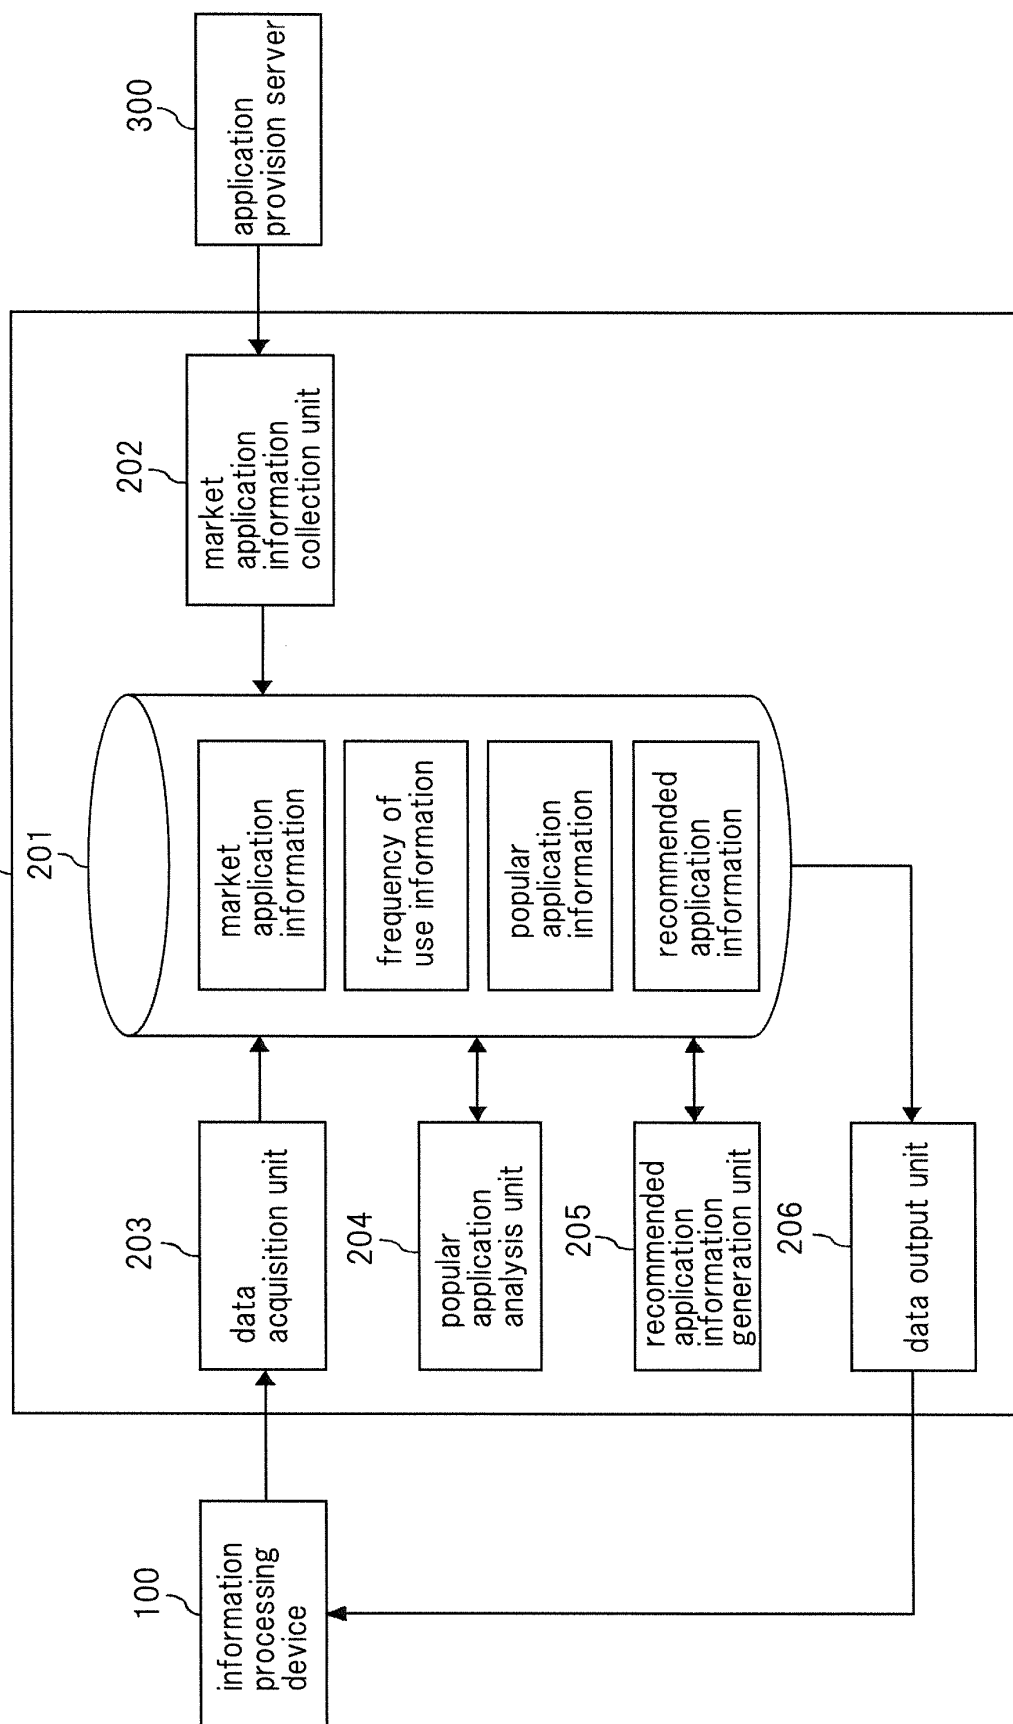 100
information
processing
device
203
data
acquisition unit
204
popular
application
analysis unit
205
recommended
application
information
generation unit
206
data output unit
201
market
application
information
frequency of
use information
popular
application
information
recommended
application
information
202
market
application
information
collection unit
300
application
provision server